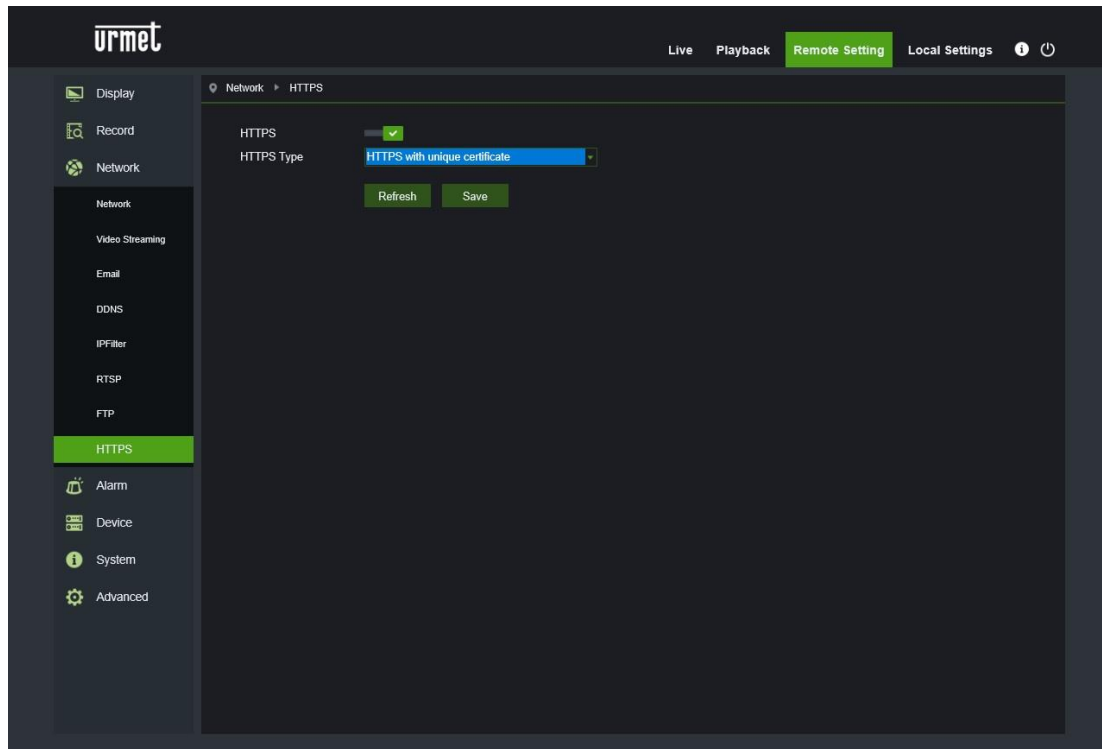 urmet
Live Playback Remote Setting Local Settings
Display
Record
Network
Network
Video Streaming
Email
DDNS
IPFilter
RTSP
FTP
HTTPS
Alarm
Device
System
Advanced
Network HTTPS
HTTPS
HTTPS Type HTTPS with unique certificate
Refresh Save